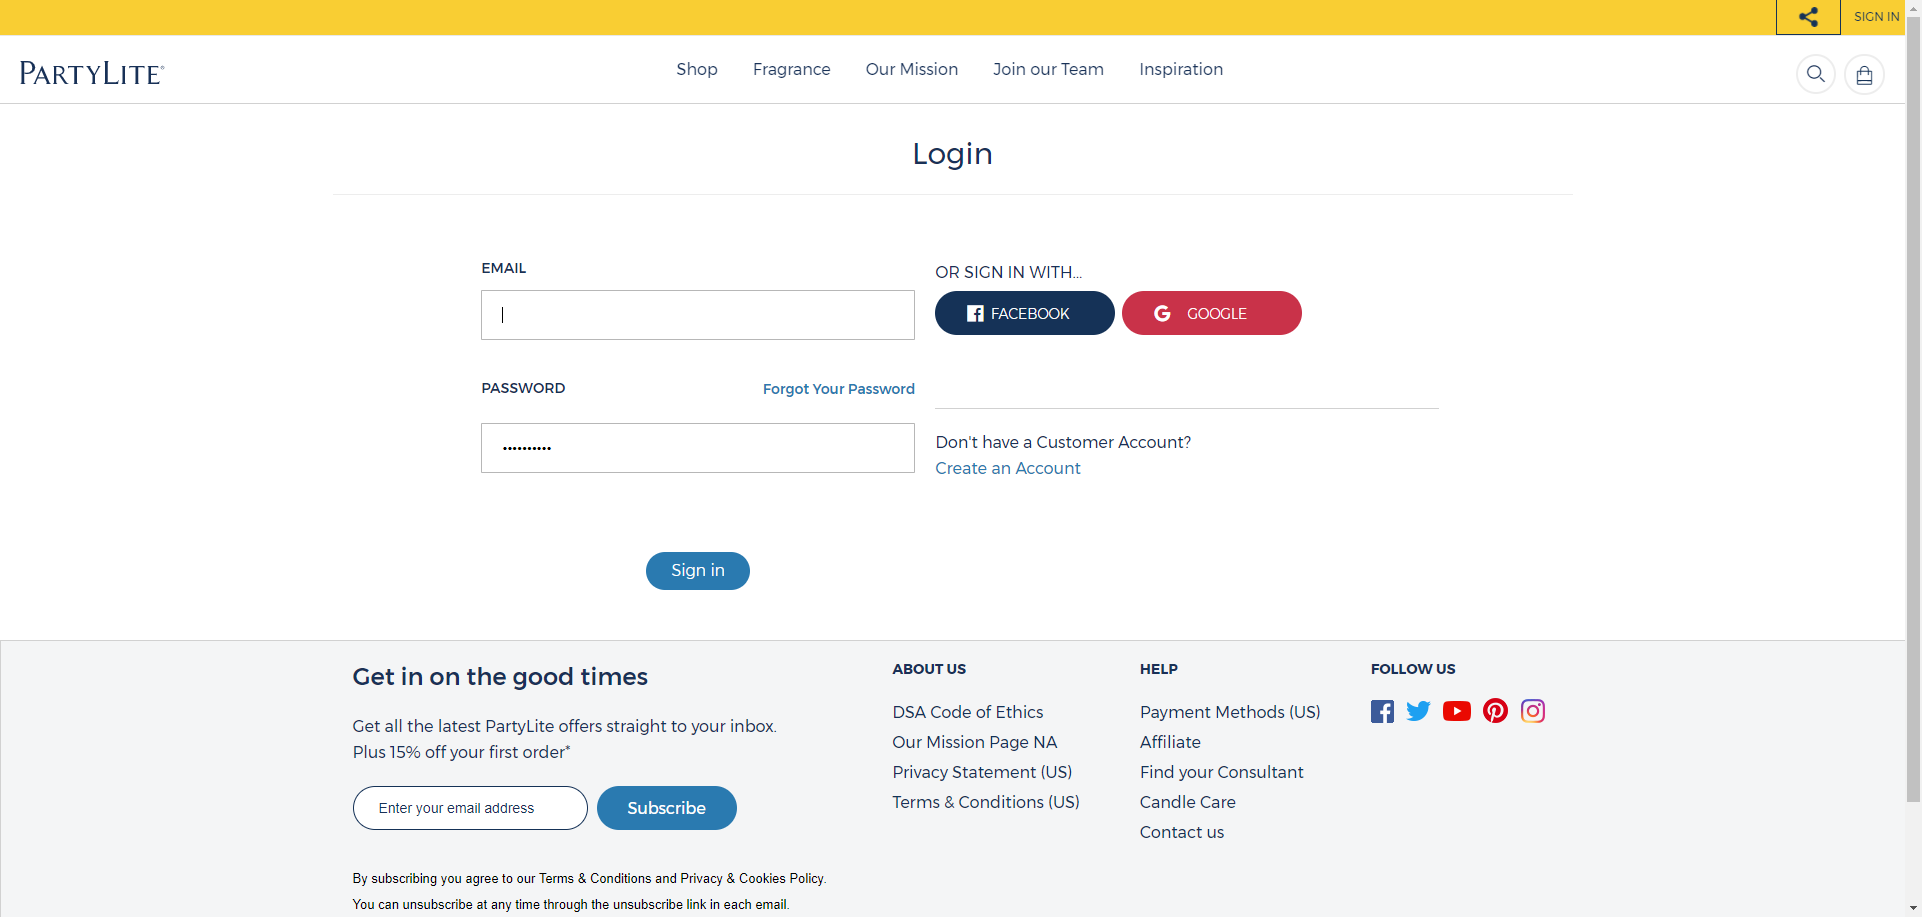 SIGN IN
PARTYLITE®
Shop Fragrance Our Mission Join our Team Inspiration
Login
EMAIL
OR SIGN IN WITH...
FACEBOOK GOOGLE
PASSWORD Forgot Your Password
••••••••••
Don't have a Customer Account?
Create an Account
Sign in
Get in on the good times
Get all the latest PartyLite offers straight to your inbox.
Plus 15% off your first order*
Enter your email address Subscribe
By subscribing you agree to our Terms & Conditions and Privacy & Cookies Policy.
You can unsubscribe at any time through the unsubscribe link in each email.
ABOUT US
DSA Code of Ethics
Our Mission Page NA
Privacy Statement (US)
Terms & Conditions (US)
HELP
Payment Methods (US)
Affiliate
Find your Consultant
Candle Care
Contact us
FOLLOW US